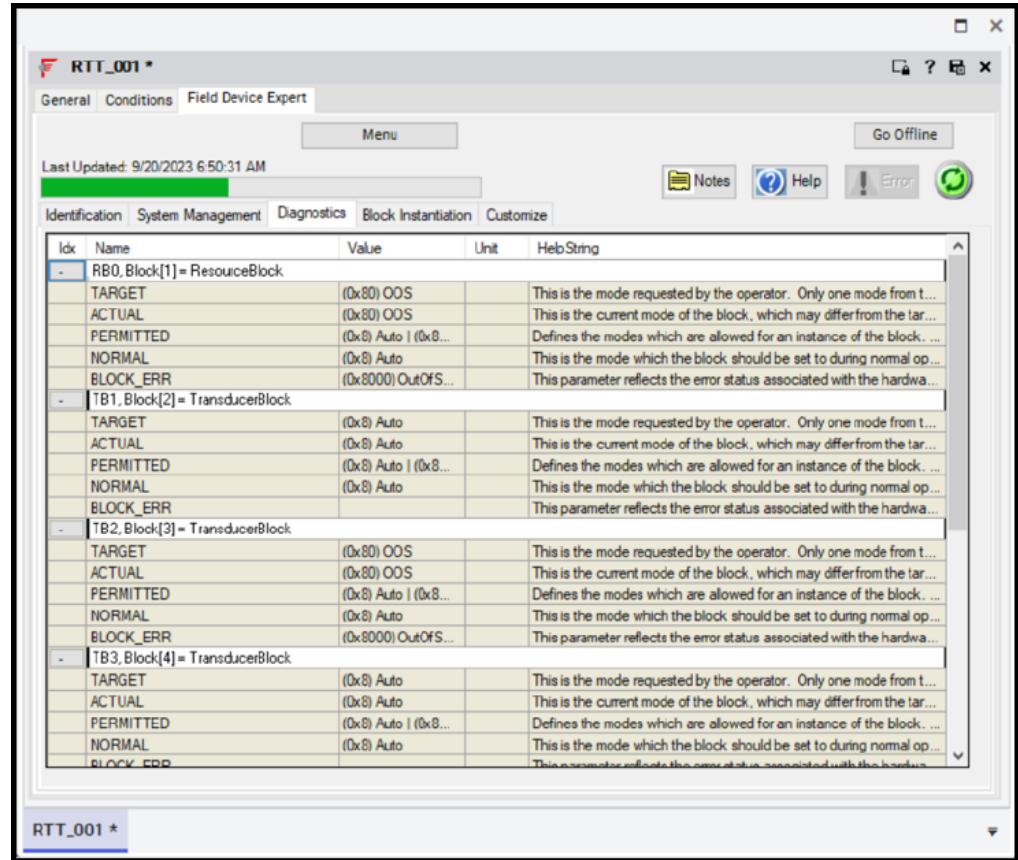 RTT_001 *
General Conditions Field Device Expert
Menu Go Offline
Last Updated: 9/20/2023 6:50:31 AM
Notes Help Error
Identification System Management Diagnostics Block Instantiation Customize
Idx Name Value Unit HelpString
- RB0, Block[1] = ResourceBlock
TARGET (0x80) OOS This is the mode requested by the operator. Only one mode from t...
ACTUAL (0x80) OOS This is the current mode of the block, which may differ from the tar...
PERMITTED (0x8) Auto | (0x8... Defines the modes which are allowed for an instance of the block. ...
NORMAL (0x8) Auto This is the mode which the block should be set to during normal op...
BLOCK_ERR (0x8000) OutOfS... This parameter reflects the error status associated with the hardwa...
- TB1, Block[2] = TransducerBlock
TARGET (0x8) Auto This is the mode requested by the operator. Only one mode from t...
ACTUAL (0x8) Auto This is the current mode of the block, which may differ from the tar...
PERMITTED (0x8) Auto | (0x8... Defines the modes which are allowed for an instance of the block. ...
NORMAL (0x8) Auto This is the mode which the block should be set to during normal op...
BLOCK_ERR This parameter reflects the error status associated with the hardwa...
- TB2, Block[3] = TransducerBlock
TARGET (0x80) OOS This is the mode requested by the operator. Only one mode from t...
ACTUAL (0x80) OOS This is the current mode of the block, which may differ from the tar...
PERMITTED (0x8) Auto | (0x8... Defines the modes which are allowed for an instance of the block. ...
NORMAL (0x8) Auto This is the mode which the block should be set to during normal op...
BLOCK_ERR (0x8000) OutOfS... This parameter reflects the error status associated with the hardwa...
- TB3, Block[4] = TransducerBlock
TARGET (0x8) Auto This is the mode requested by the operator. Only one mode from t...
ACTUAL (0x8) Auto This is the current mode of the block, which may differ from the tar...
PERMITTED (0x8) Auto | (0x8... Defines the modes which are allowed for an instance of the block. ...
NORMAL (0x8) Auto This is the mode which the block should be set to during normal op...
BLOCK_ERR This parameter reflects the error status associated with the hardwa...
RTT_001 *